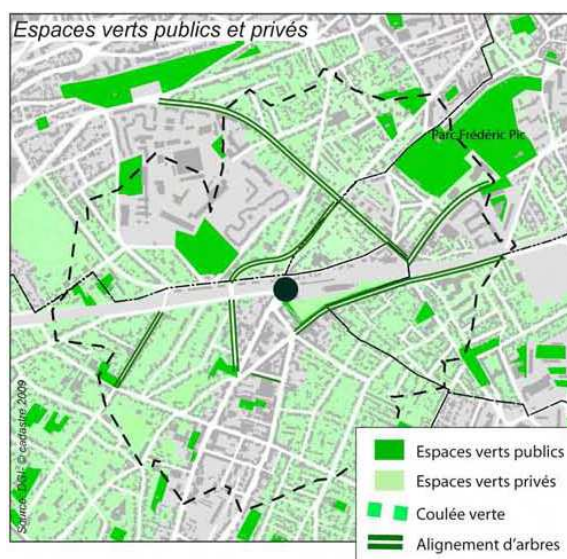 Espaces verts publics et privés
Parc Frédéric Pic
Source: DGI- © cadastre 2009
Espaces verts publics
Espaces verts privés
Coulée verte
Alignement d'arbres